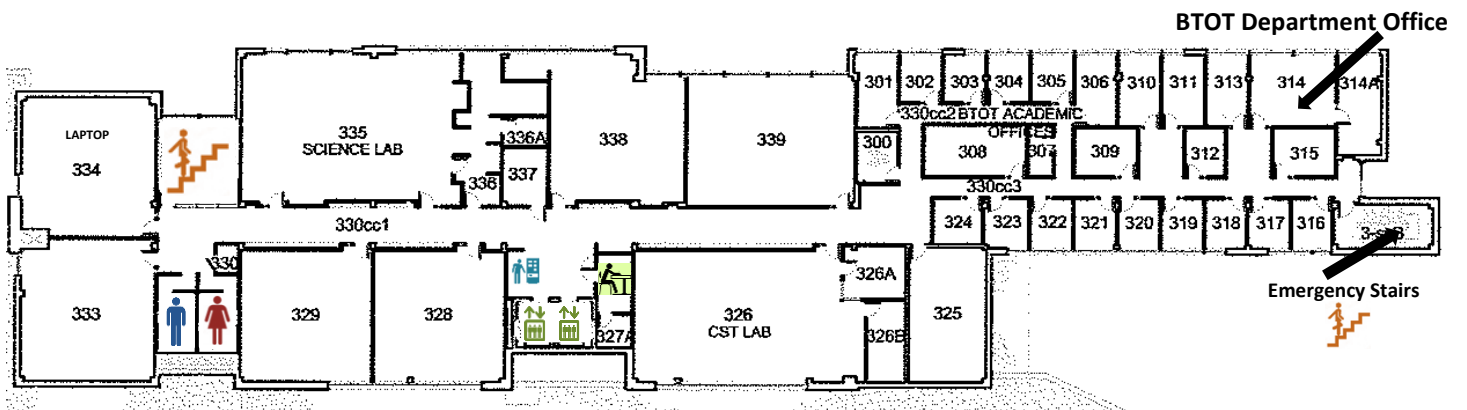 BTOT Department Office
301 302 303 304 305 306 310 311 313 314 314A
330cc2 BTOT ACADEMIC
OFFICES
300 308 307 309 312 315
330cc3
324 323 322 321 320 319 318 317 316
Emergency Stairs
LAPTOP
334
335
SCIENCE LAB
336A
336
337
338
339
330cc1
330
333
329
328
327A
326
CST LAB
326A
326B
325